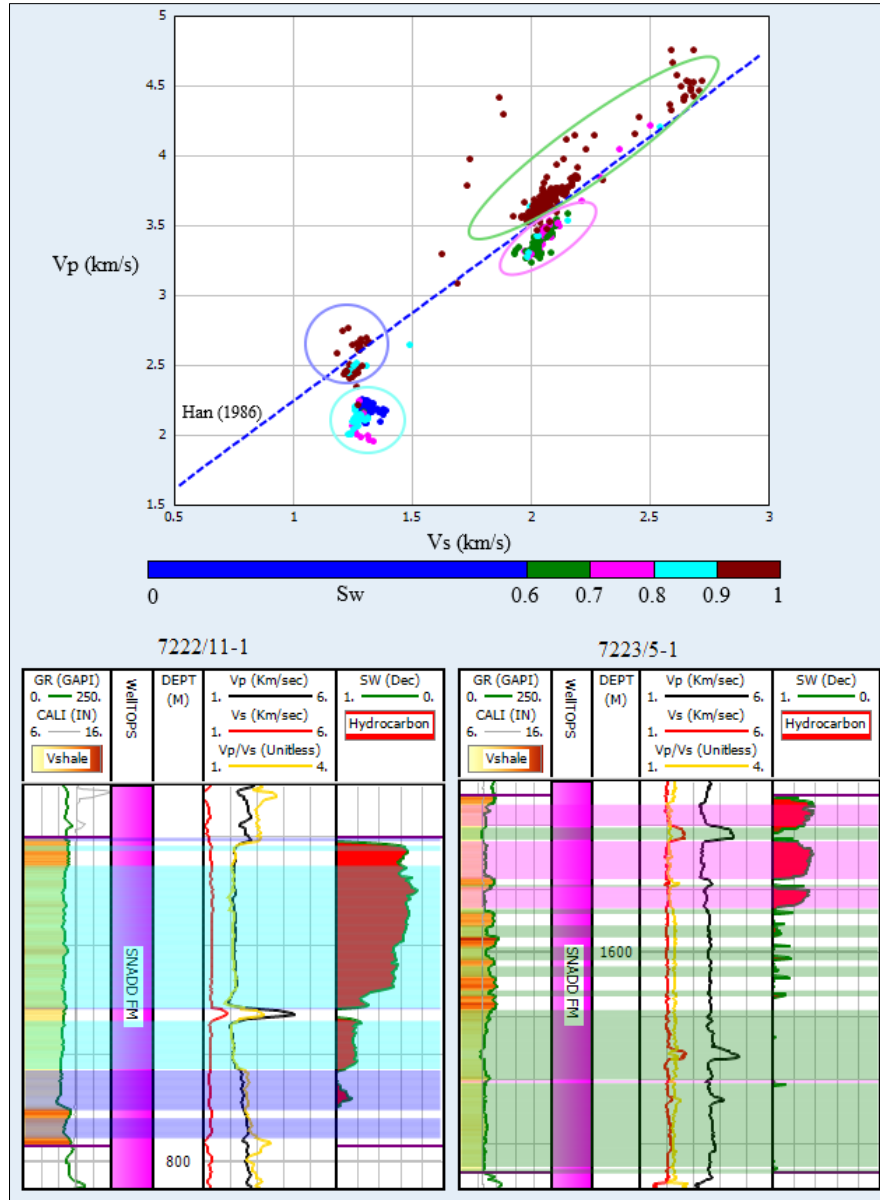 5
4.5
4
3.5
Vp (km/s)
3
2.5
Han (1986)
2
1.5
0.5 1 1.5 2 2.5 3
Vs (km/s)
0 Sw 0.6 0.7 0.8 0.9 1
7222/11-1 7223/5-1
GR (GAPI)
0. 250.
CALI (IN)
6. 16.
Vshale
WellTOPS
DEPT
(M)
Vp (Km/sec)
1. 6.
Vs (Km/sec)
1. 6.
Vp/Vs (Unitless)
1. 4.
SW (Dec)
1. 0.
Hydrocarbon
SNADD FM
800
GR (GAPI)
0. 250.
CALI (IN)
6. 16.
Vshale
WellTOPS
DEPT
(M)
Vp (Km/sec)
1. 6.
Vs (Km/sec)
1. 6.
Vp/Vs (Unitless)
1. 4.
SW (Dec)
1. 0.
Hydrocarbon
SNADD FM
1600